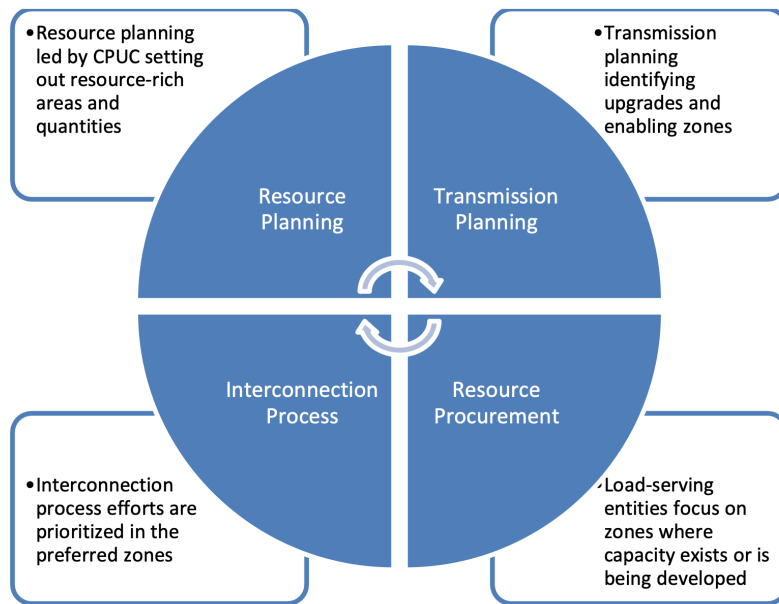 •Resource planning
led by CPUC setting
out resource-rich
areas and
quantities
•Transmission
planning
identifying
upgrades and
enabling zones
Resource
Planning
Transmission
Planning
Interconnection
Process
Resource
Procurement
•Interconnection
process efforts are
prioritized in the
preferred zones
•Load-serving
entities focus on
zones where
capacity exists or is
being developed